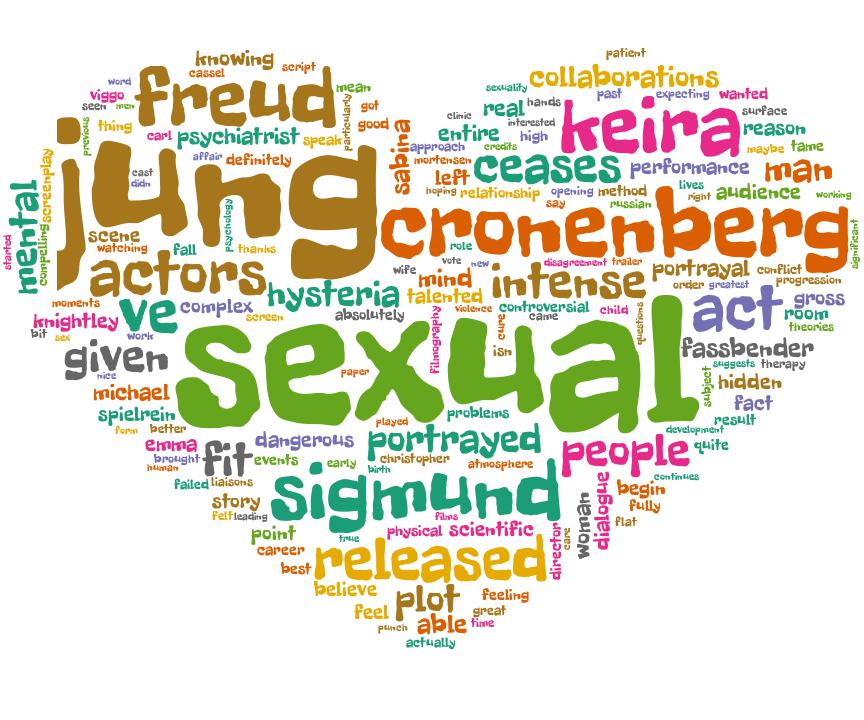 knowing
patient
cassel
script
collaborations
word
freud
mean
sexuality
past
expecting
wanted
viggo
seen
men
particularly
got
real
hands
keira
surface
previous
thing
carl
psychiatrist
speak
good
clinic
interested
entire
high
reason
jung
affair
definitely
sabina
approach
credits
maybe
tame
screenplay
cast
didn
mortensen
left
ceases
performance
man
mental
compelling
psychology
hoping
relationship
opening
method
lives
right
audience
working
say
russian
started
scene
watching
fall
thanks
cronenberg
significant
role
actors
wife
vote
new
disagreement
trailer
portrayal
conflict
mind
intense
order
greatest
progression
moments
ve
complex
hysteria
talented
controversial
child
act
gross
knightley
screen
absolutely
filmography
violence
came
questions
room
theories
bit
sex
work
cure
isn
given
nice
sexual
fassbender
suggests
therapy
michael
paper
subject
hidden
spielrein
played
problems
fact
form
better
result
development
emma
brought
human
fit
events
dangerous
portrayed
people
quite
early
christopher
birth
atmosphere
failed
liaisons
continues
story
sigmund
woman
dialogue
begin
fully
felt
leading
films
flat
point
true
physical
scientific
director
care
career
best
released
believe
plot
feeling
feel
great
punch
able
time
actually